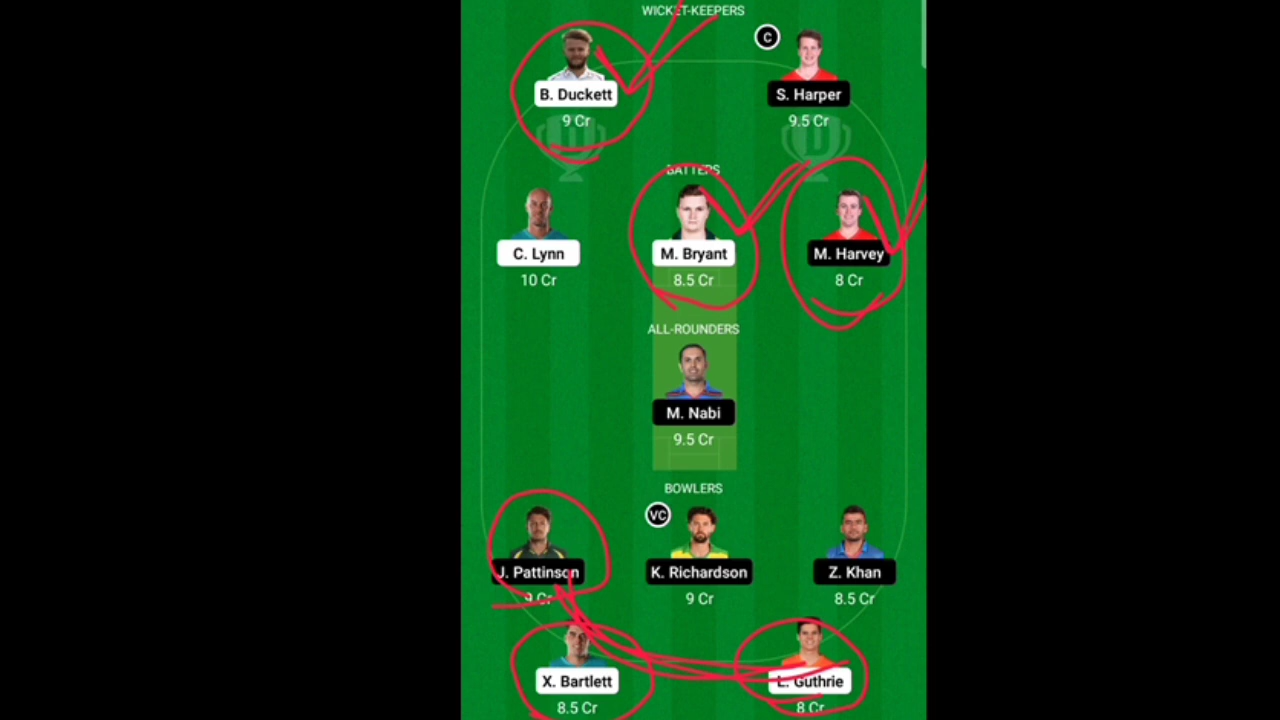 WICKET-KEEPERS
C
B. Duckett
S. Harper
9 Cr
9.5 Cr
BATTERS
C. Lynn
M. Bryant
M. Harvey
10 Cr
8.5 Cr
8 Cr
ALL-ROUNDERS
M. Nabi
9.5 Cr
BOWLERS
VC
J. Pattinson
K. Richardson
Z. Khan
9 Cr
9 Cr
8.5 Cr
X. Bartlett
L. Guthrie
8.5 Cr
8 Cr